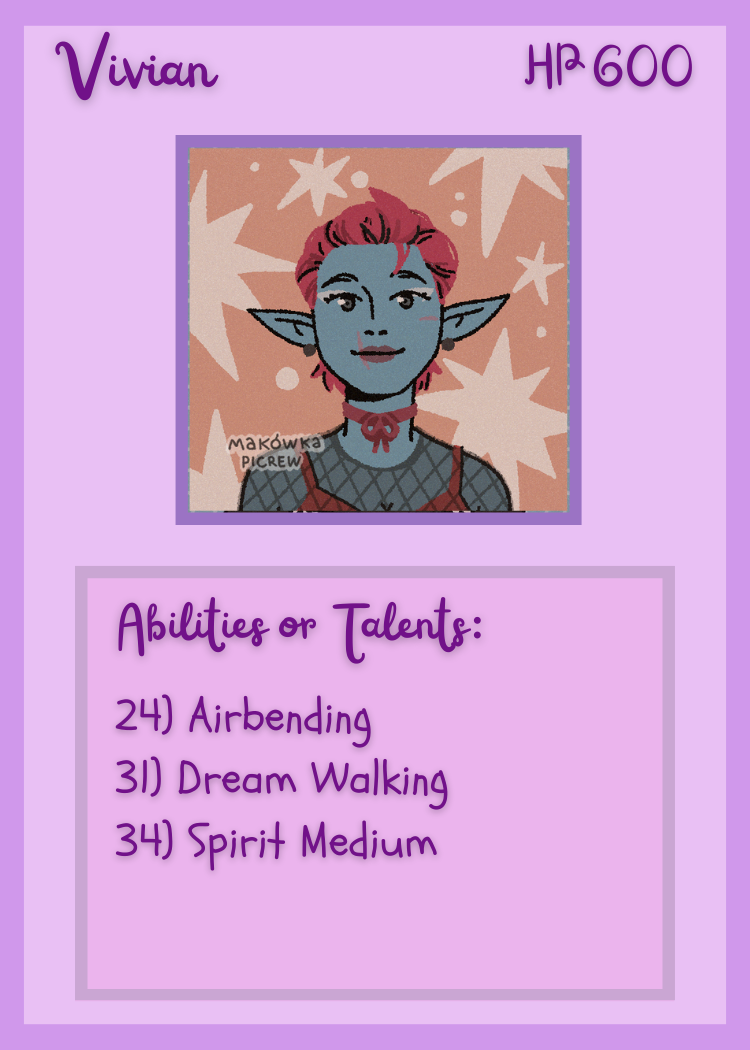 Vivian
HP 600
Makówka
Picrew
Abilities or Talents:
24) Airbending
31) Dream Walking
34) Spirit Medium